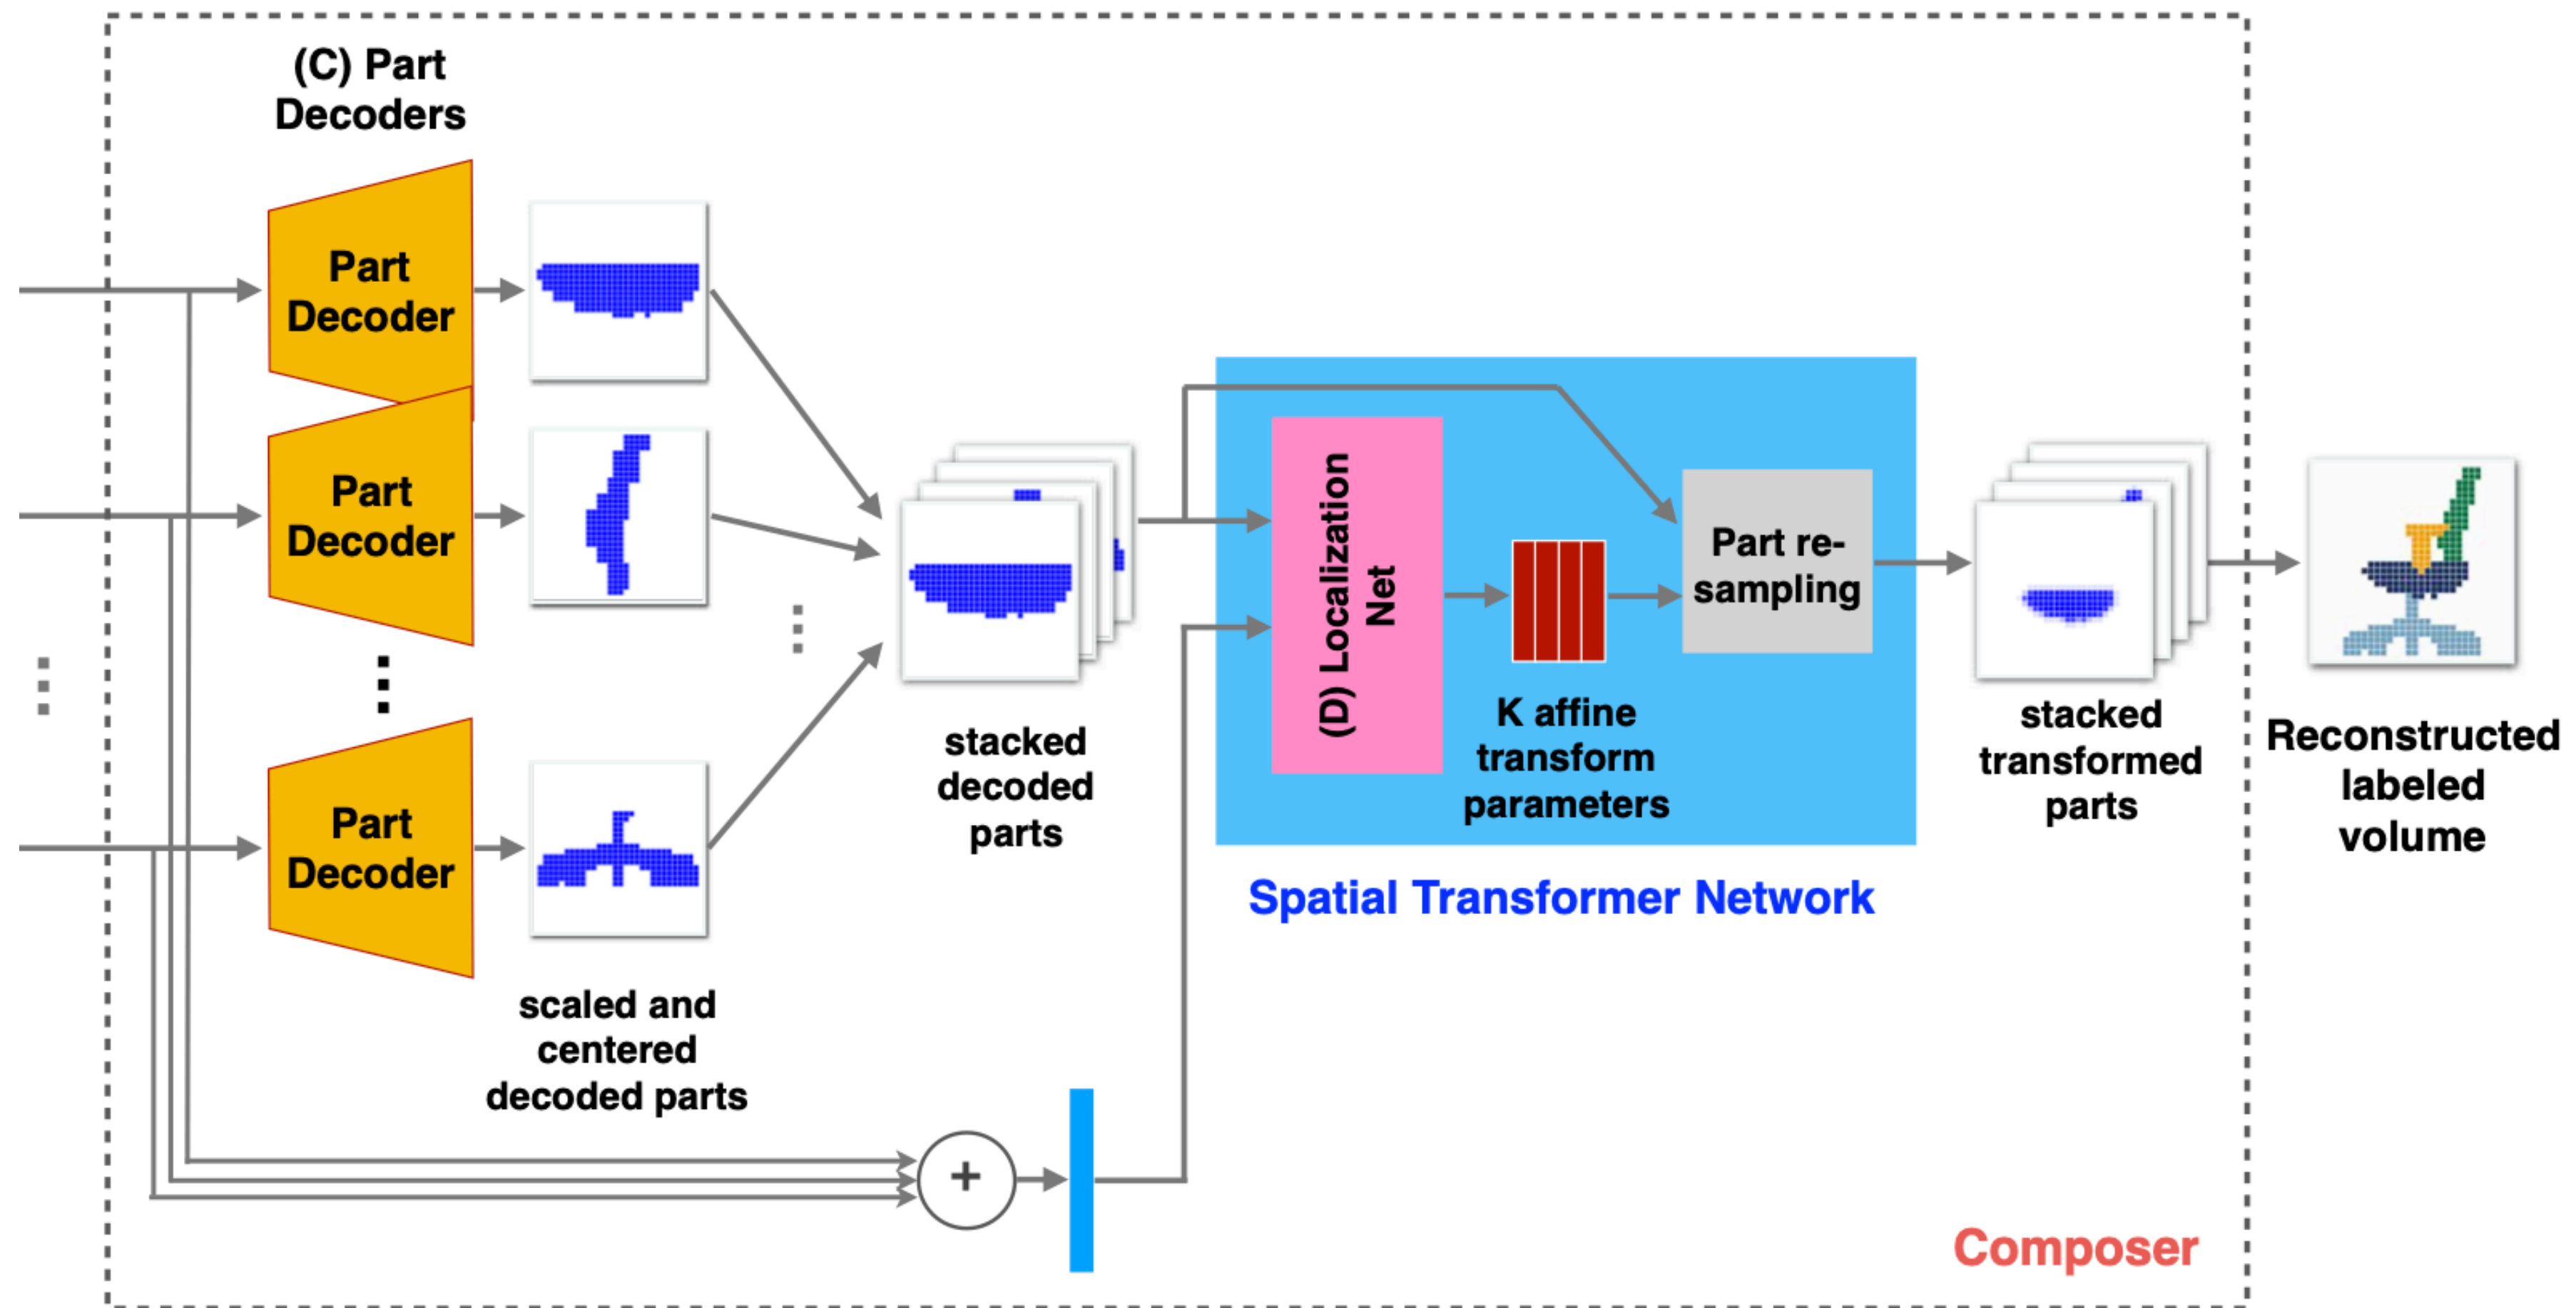 (C) Part
Decoders
Part
Decoder
Part
Decoder
Part
Decoder
scaled and
centered
decoded parts
stacked
decoded
parts
+
(D) Localization
Net
K affine
transform
parameters
Part re-
sampling
Spatial Transformer Network
stacked
transformed
parts
Reconstructed
labeled
volume
Composer